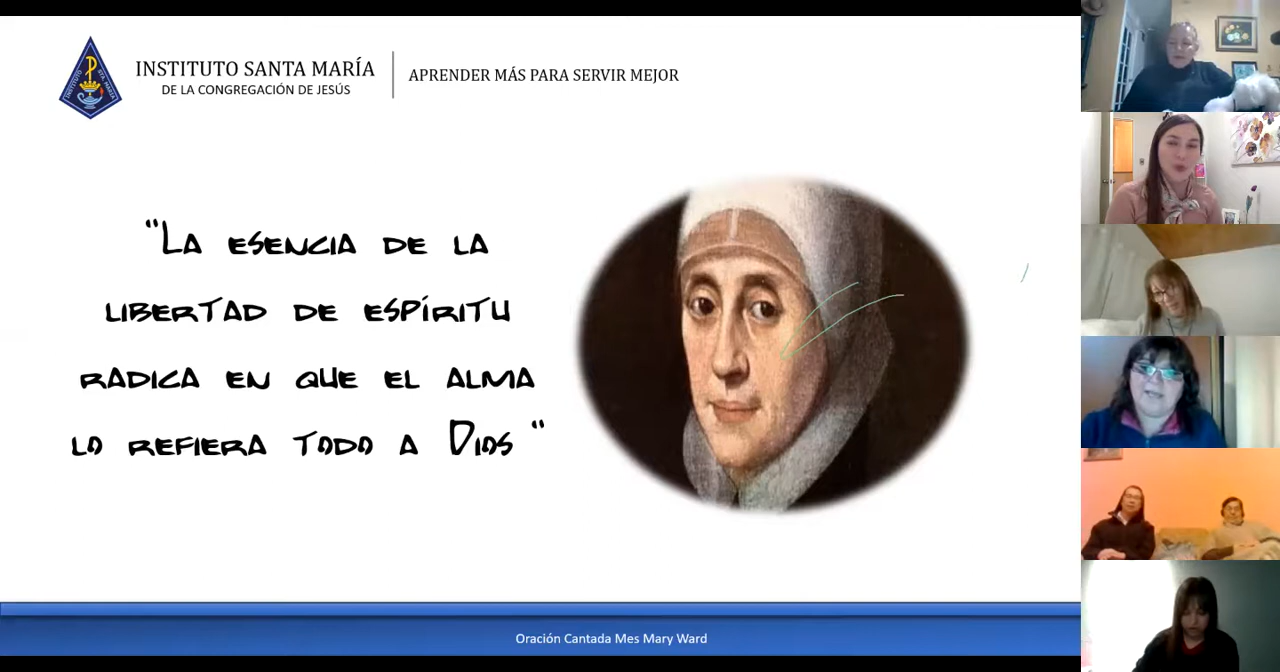 INSTITUTO SANTA MARÍA
DE LA CONGREGACIÓN DE JESÚS
APRENDER MÁS PARA SERVIR MEJOR
"LA ESENCIA DE LA
LIBERTAD DE ESPÍRITU
RADICA EN QUE EL ALMA
LO REFIERA TODO A DIOS"
Oración Cantada Mes Mary Ward